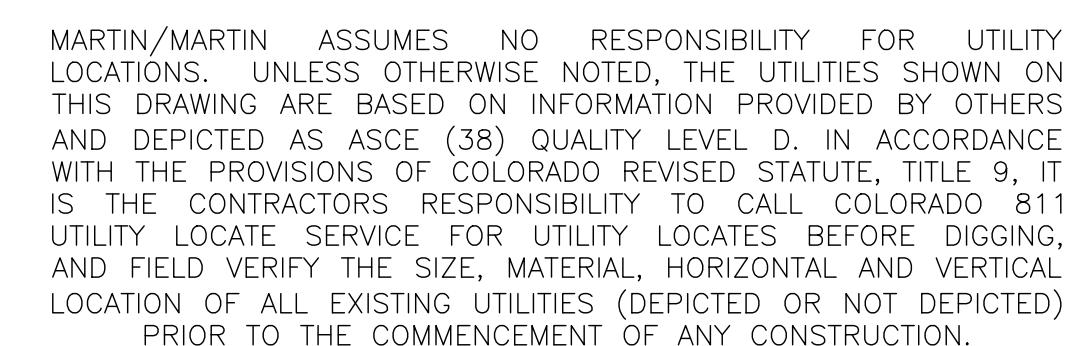 MARTIN/MARTIN ASSUMES NO RESPONSIBILITY FOR UTILITY
LOCATIONS. UNLESS OTHERWISE NOTED, THE UTILITIES SHOWN ON
THIS DRAWING ARE BASED ON INFORMATION PROVIDED BY OTHERS
AND DEPICTED AS ASCE (38) QUALITY LEVEL D. IN ACCORDANCE
WITH THE PROVISIONS OF COLORADO REVISED STATUTE, TITLE 9, IT
IS THE CONTRACTORS RESPONSIBILITY TO CALL COLORADO 811
UTILITY LOCATE SERVICE FOR UTILITY LOCATES BEFORE DIGGING,
AND FIELD VERIFY THE SIZE, MATERIAL, HORIZONTAL AND VERTICAL
LOCATION OF ALL EXISTING UTILITIES (DEPICTED OR NOT DEPICTED)
PRIOR TO THE COMMENCEMENT OF ANY CONSTRUCTION.